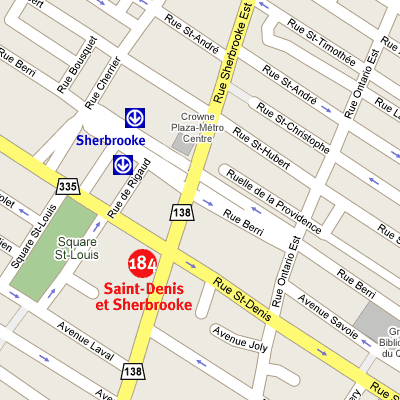 Rue St-André
Rue Sherbrooke Est
Rue St-Timothée
Rue Bousquet
Rue Cherrier
Rue Berri
Rue Ontario Est
Rue St-André
Rue St-Christophe
Crowne
Plaza-Métro
Centre
Sherbrooke
Rue St-Hubert
335
Rue de Rigaud
Ruelle de la Providence
Square St-Louis
138
Rue Berri
Square
St-Louis
184
Saint-Denis
et Sherbrooke
Rue Ontario Est
Rue St-Denis
Rue Berri
Avenue Savoie
Avenue Laval
Avenue Joly
138